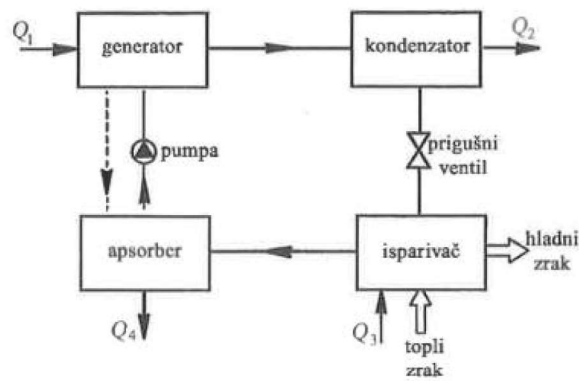 Q1
generator
kondenzator
Q2
pumpa
prigušni
ventil
apsorber
isparivač
hladni
zrak
Q4
Q3
topli
zrak